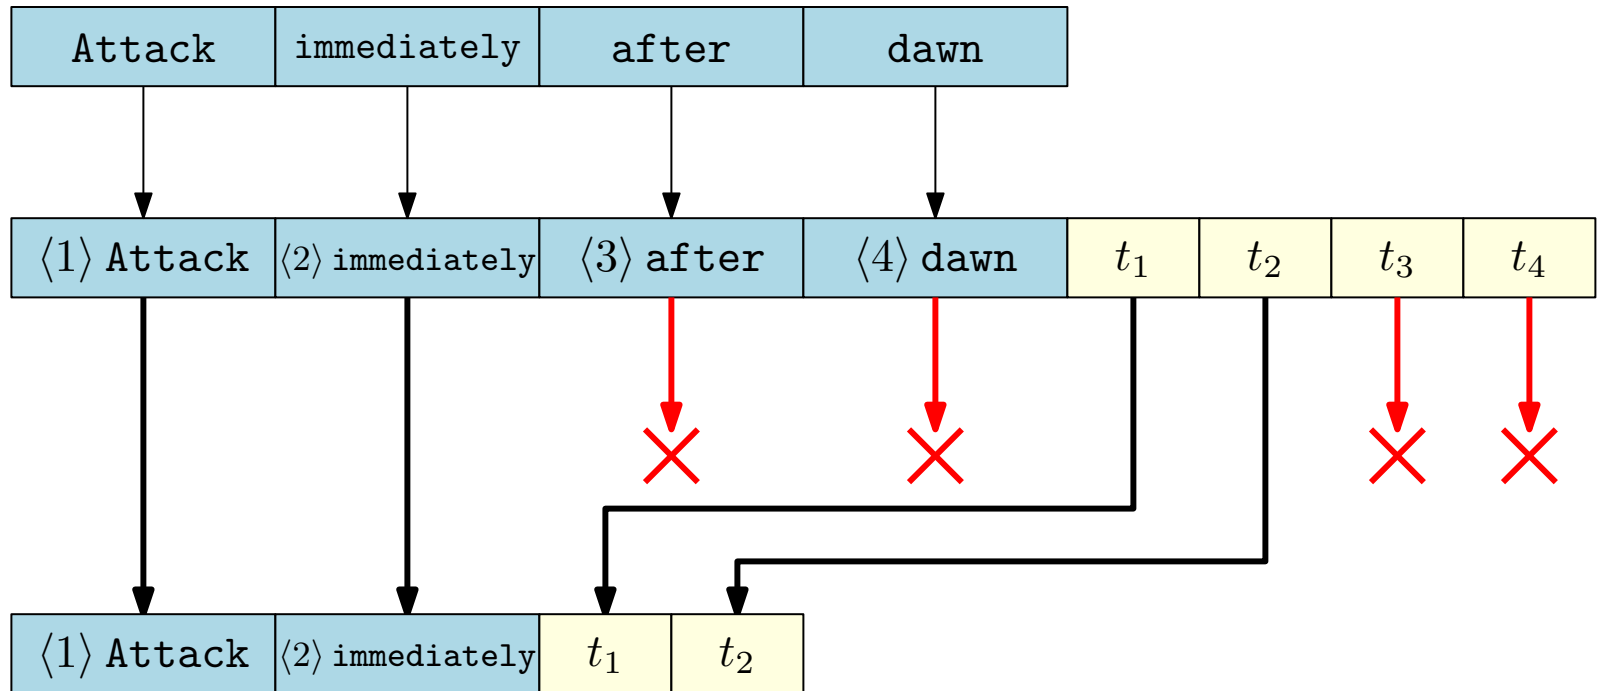 Attack immediately after dawn
⟨1⟩ Attack ⟨2⟩ immediately ⟨3⟩ after ⟨4⟩ dawn t₁ t₂ t₃ t₄
⟨1⟩ Attack ⟨2⟩ immediately t₁ t₂